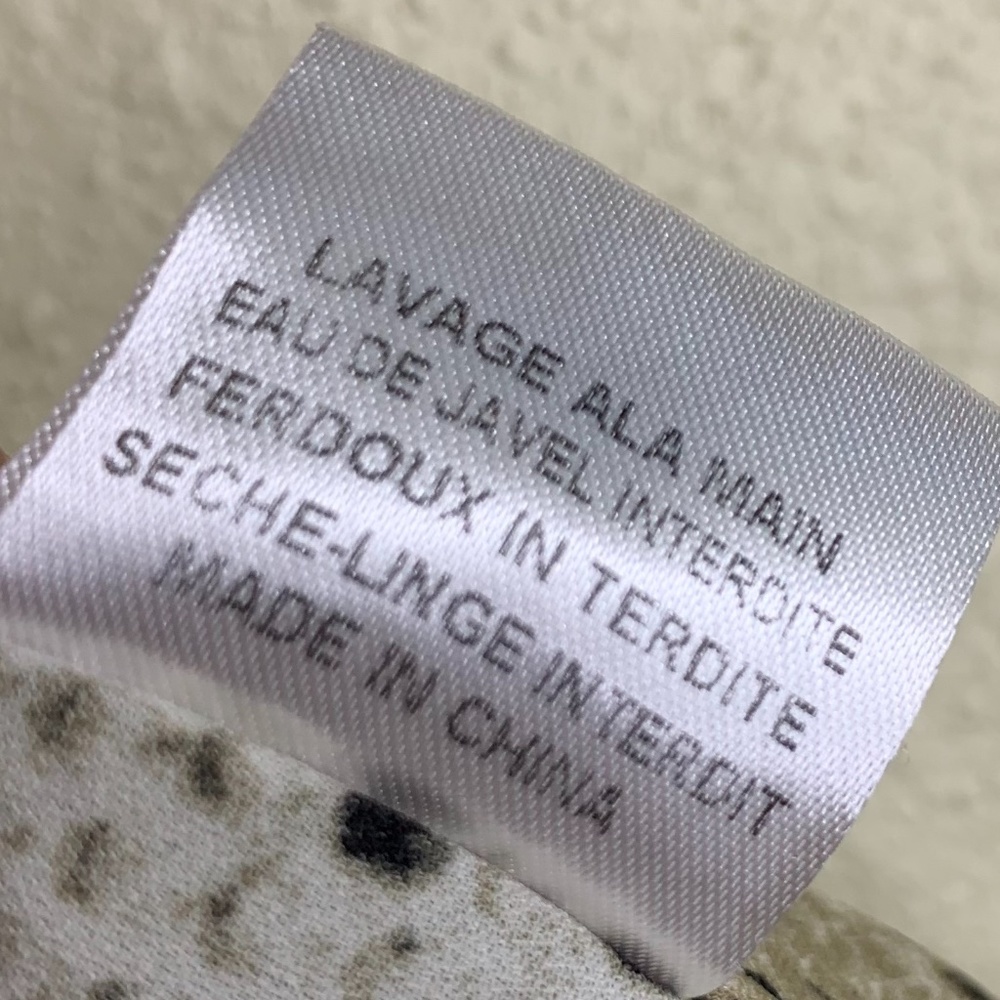 LAVAGE ALA MAIN
EAU DE JAVEL INTERDITE
FERDOUX IN TERDITE
SECHE-LINGE INTERDIT
MADE IN CHINA